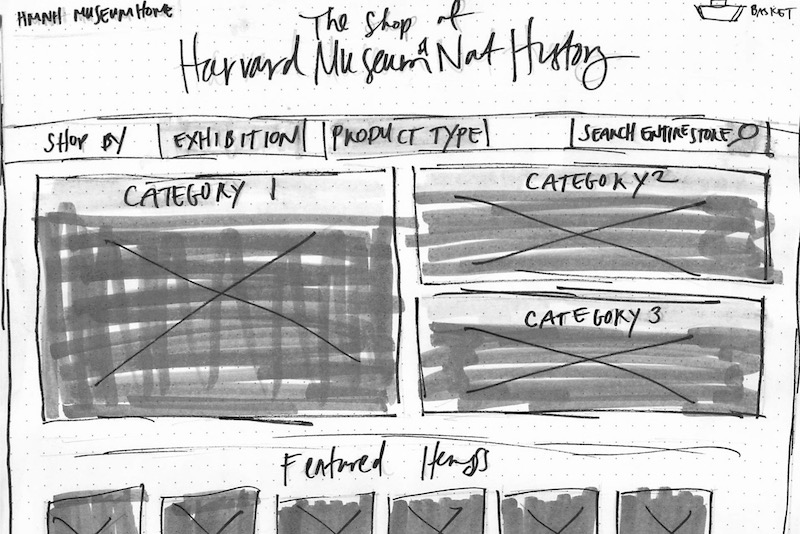 HMNH MUSEUM HOME
BASKET
The Shop at
Harvard Museum of Nat History
SHOP BY EXHIBITION PRODUCT TYPE SEARCH ENTIRE STORE
CATEGORY 1
CATEGORY 2
CATEGORY 3
Featured Items